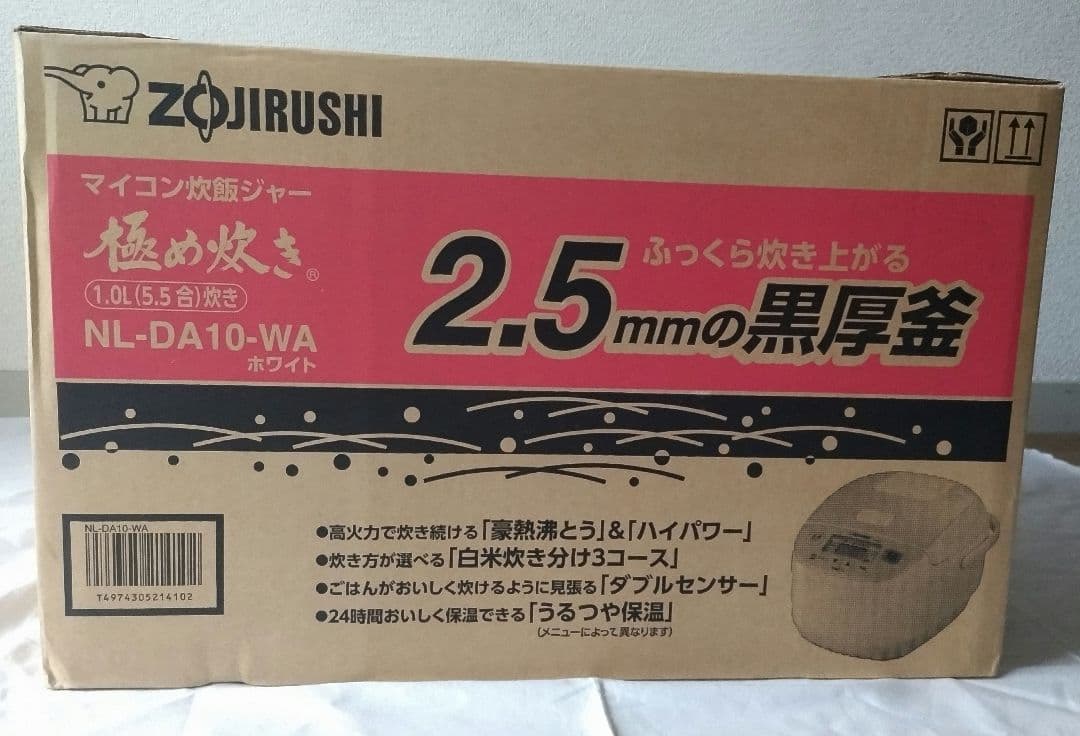 ZOJIRUSHI
マイコン炊飯ジャー
極め炊き®
1.0L(5.5合)炊き
NL-DA10-WA
ホワイト
ふっくら炊き上がる
2.5mmの黒厚釜
NL-DA10-WA
T4974305214102
●高火力で炊き続ける「豪熱沸とう」&「ハイパワー」
●炊き方が選べる「白米炊き分け3コース」
●ごはんがおいしく炊けるように見張る「ダブルセンサー」
●24時間おいしく保温できる「うるつや保温」
(メニューによって異なります)